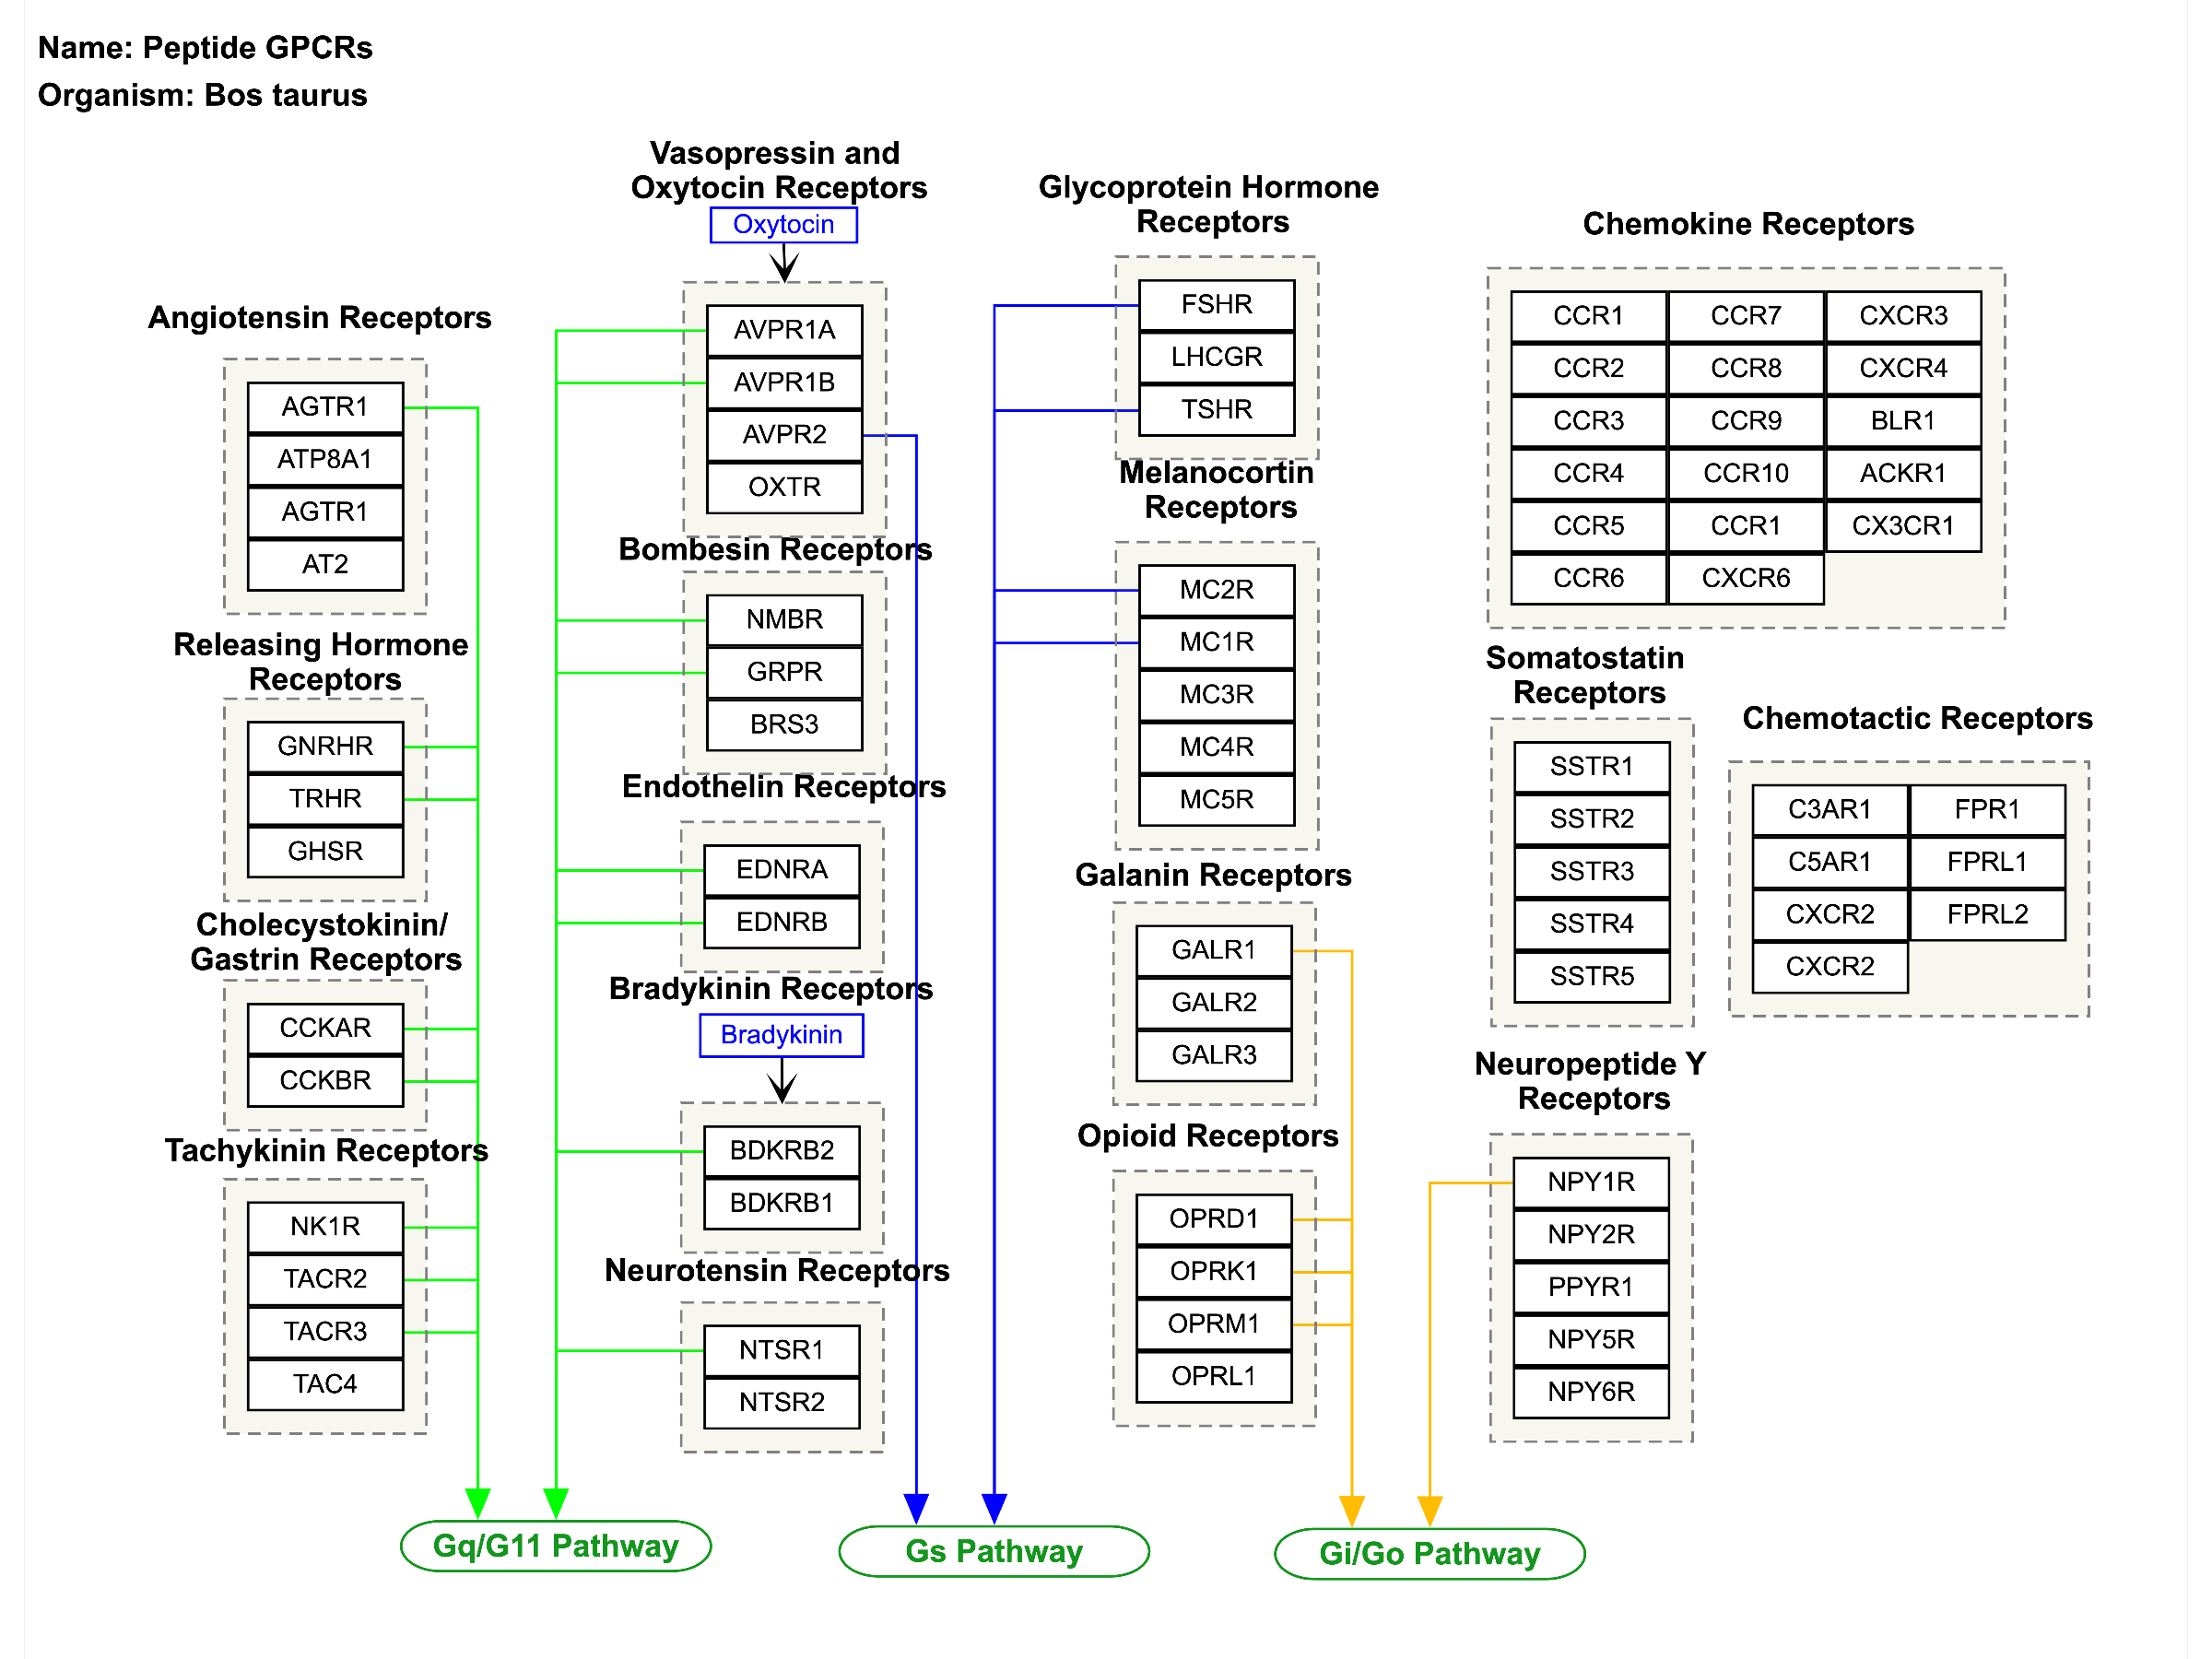 Name: Peptide GPCRs
Organism: Bos taurus
Angiotensin Receptors
AGTR1
ATP8A1
AGTR1
AT2
Releasing Hormone
Receptors
GNRHR
TRHR
GHSR
Cholecystokinin/
Gastrin Receptors
CCKAR
CCKBR
Tachykinin Receptors
NK1R
TACR2
TACR3
TAC4
Vasopressin and
Oxytocin Receptors
Oxytocin
AVPR1A
AVPR1B
AVPR2
OXTR
Bombesin Receptors
NMBR
GRPR
BRS3
Endothelin Receptors
EDNRA
EDNRB
Bradykinin Receptors
Bradykinin
BDKRB2
BDKRB1
Neurotensin Receptors
NTSR1
NTSR2
Glycoprotein Hormone
Receptors
FSHR
LHCGR
TSHR
Melanocortin
Receptors
MC2R
MC1R
MC3R
MC4R
MC5R
Galanin Receptors
GALR1
GALR2
GALR3
Opioid Receptors
OPRD1
OPRK1
OPRM1
OPRL1
Chemokine Receptors
CCR1 CCR7 CXCR3
CCR2 CCR8 CXCR4
CCR3 CCR9 BLR1
CCR4 CCR10 ACKR1
CCR5 CCR1 CX3CR1
CCR6 CXCR6
Somatostatin
Receptors
SSTR1
SSTR2
SSTR3
SSTR4
SSTR5
Chemotactic Receptors
C3AR1 FPR1
C5AR1 FPRL1
CXCR2 FPRL2
CXCR2
Neuropeptide Y
Receptors
NPY1R
NPY2R
PPYR1
NPY5R
NPY6R
Gq/G11 Pathway
Gs Pathway
Gi/Go Pathway